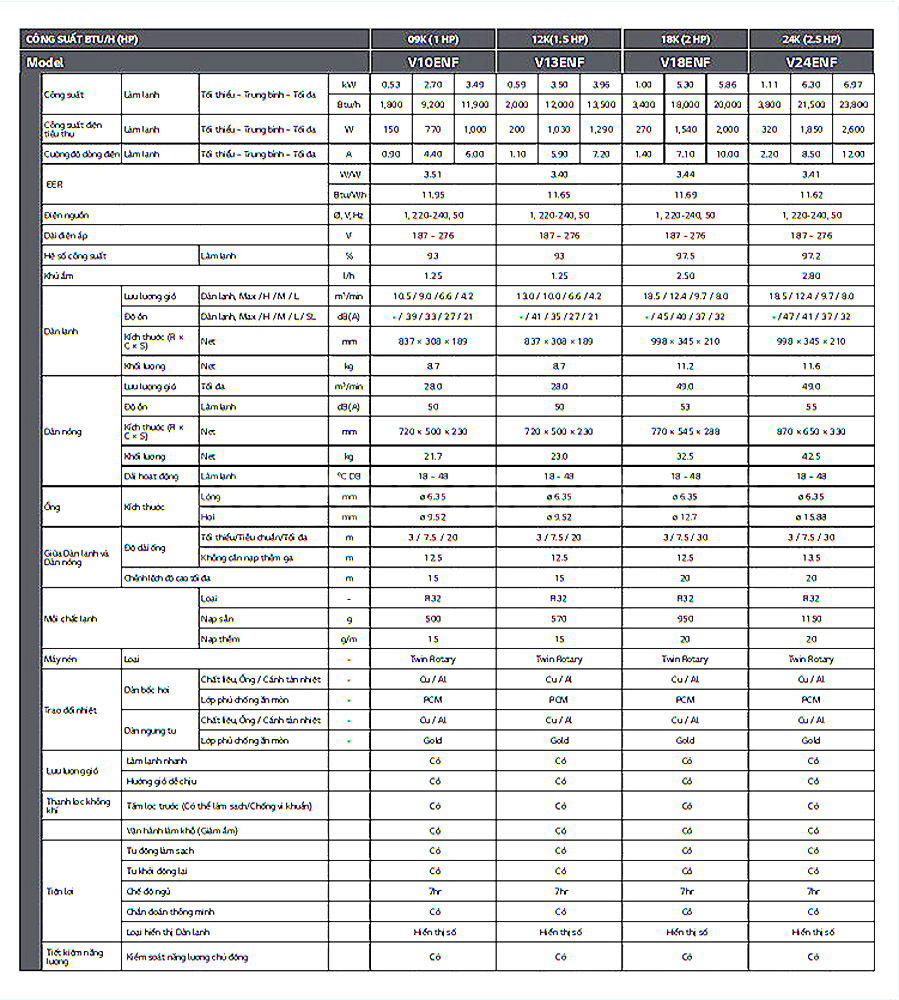 CÔNG SUẤT BTU/H (HP) 09K (1 HP) 12K(1.5 HP) 18K (2 HP) 24K (2.5 HP)
Model V10ENF V13ENF V18ENF V24ENF
Công suất Làm lạnh Tối thiểu – Trung bình – Tối đa kW 0.53 2.70 3.49 0.59 3.50 3.96 1.00 5.30 5.86 1.11 6.30 6.97
Btu/h 1,800 9,200 11,900 2,000 12,000 13,500 3,400 18,000 20,000 3,800 21,500 23,800
Công suất điện tiêu thụ Làm lạnh Tối thiểu – Trung bình – Tối đa W 150 770 1,000 200 1,030 1,290 270 1,540 2,000 320 1,850 2,600
Cường độ dòng điện Làm lạnh Tối thiểu – Trung bình – Tối đa A 0.90 4.40 6.00 1.10 5.90 7.20 1.40 7.10 10.00 2.20 8.50 12.00
EER W/W 3.51 3.40 3.44 3.41
Btu/Wh 11.95 11.65 11.69 11.62
Điện nguồn Ø, V, Hz 1, 220-240, 50 1, 220-240, 50 1, 220-240, 50 1, 220-240, 50
Dải điện áp V 187 – 276 187 – 276 187 – 276 187 – 276
Hệ số công suất Làm lạnh % 93 93 97.5 97.2
Khử ẩm l/h 1.25 1.25 2.50 2.80
Dàn lạnh Lưu lượng gió Dàn lạnh, Max / H / M / L m³/min 10.5 / 9.0 / 6.6 / 4.2 13.0 / 10.0 / 6.6 / 4.2 18.5 / 12.4 / 9.7 / 8.0 18.5 / 12.4 / 9.7 / 8.0
Độ ồn Dàn lạnh, Max / H / M / L / SL dB(A) - / 39 / 33 / 27 / 21 - / 41 / 35 / 27 / 21 - / 45 / 40 / 37 / 32 - / 47 / 41 / 37 / 32
Kích thước (R × C × S) Net mm 837 × 308 × 189 837 × 308 × 189 998 × 345 × 210 998 × 345 × 210
Khối lượng Net kg 8.7 8.7 11.2 11.6
Dàn nóng Lưu lượng gió Tối đa m³/min 28.0 28.0 49.0 49.0
Độ ồn Làm lạnh dB(A) 50 50 53 55
Kích thước (R × C × S) Net mm 720 × 500 × 230 720 × 500 × 230 770 × 545 × 288 870 × 650 × 330
Khối lượng Net kg 21.7 23.0 32.5 42.5
Dải hoạt động Làm lạnh °C DB 18 – 48 18 – 48 18 – 48 18 – 48
Ống Kích thước Lỏng mm ø 6.35 ø 6.35 ø 6.35 ø 6.35
Hơi mm ø 9.52 ø 9.52 ø 12.7 ø 15.88
Giữa Dàn lạnh và Dàn nóng Độ dài ống Tối thiểu/Tiêu chuẩn/Tối đa m 3 / 7.5 / 20 3 / 7.5 / 20 3 / 7.5 / 30 3 / 7.5 / 30
Không cần nạp thêm ga m 12.5 12.5 12.5 13.5
Chênh lệch độ cao tối đa m 15 15 20 20
Môi chất lạnh Loại - R32 R32 R32 R32
Nạp sẵn g 500 570 950 1150
Nạp thêm g/m 15 15 20 20
Máy nén Loại - Twin Rotary Twin Rotary Twin Rotary Twin Rotary
Trao đổi nhiệt Dàn bốc hơi Chất liệu, Ống / Cánh tản nhiệt - Cu / Al Cu / Al Cu / Al Cu / Al
Lớp phủ chống ăn mòn - PCM PCM PCM PCM
Dàn ngưng tụ Chất liệu, Ống / Cánh tản nhiệt - Cu / Al Cu / Al Cu / Al Cu / Al
Lớp phủ chống ăn mòn - Gold Gold Gold Gold
Lưu lượng gió Làm lạnh nhanh Có Có Có Có
Hướng gió dễ chịu Có Có Có Có
Thanh lọc không khí Tấm lọc trước (Có thể làm sạch/Chống vi khuẩn) Có Có Có Có
Vận hành làm khô (Giảm ẩm) Có Có Có Có
Tiện lợi Tự động làm sạch Có Có Có Có
Tự khởi động lại Có Có Có Có
Chế độ ngủ 7hr 7hr 7hr 7hr
Chẩn đoán thông minh Có Có Có Có
Loại hiển thị Dàn lạnh Hiển thị số Hiển thị số Hiển thị số Hiển thị số
Tiết kiệm năng lượng Kiểm soát năng lượng chủ động Có Có Có Có